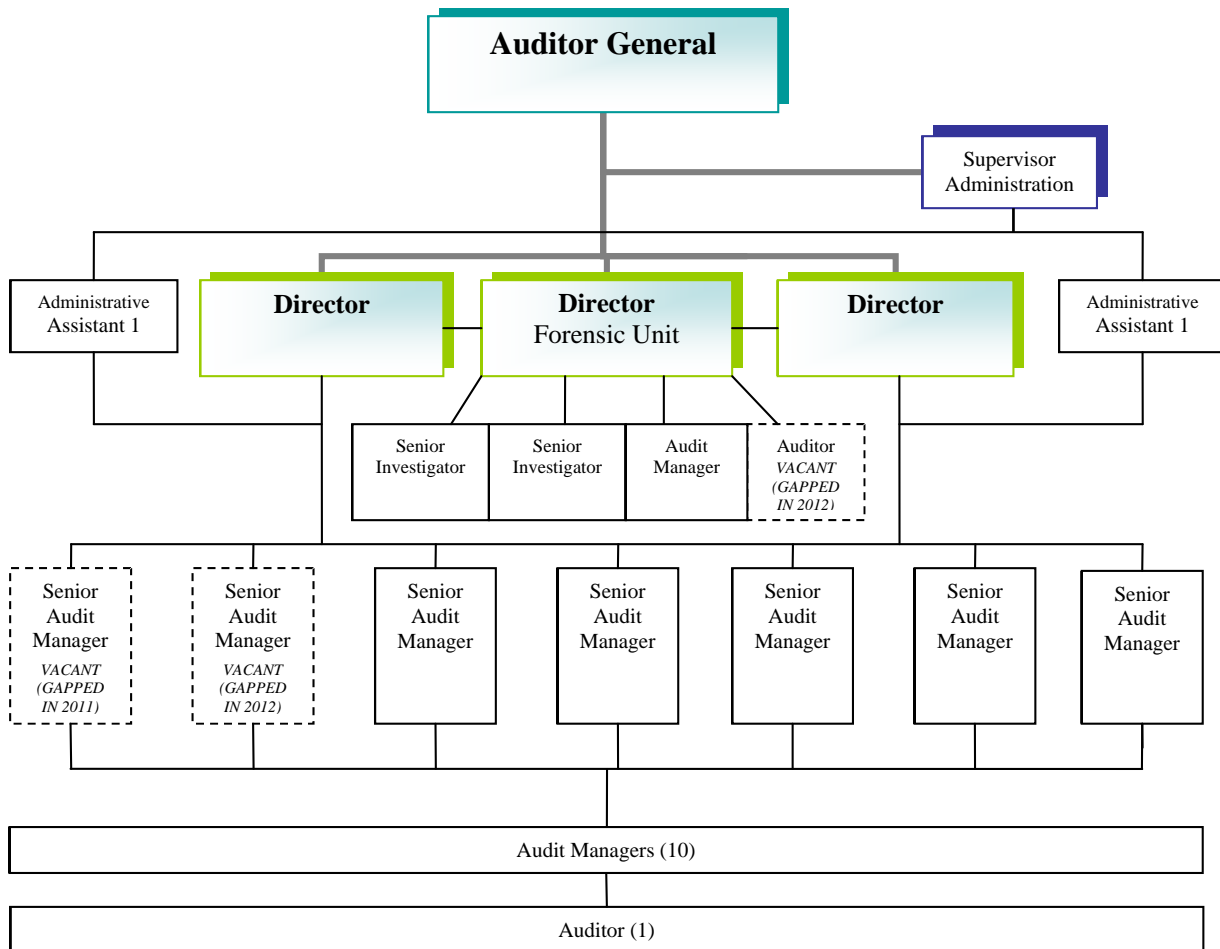 Auditor General
Supervisor
Administration
Administrative
Assistant 1
Director
Director
Forensic Unit
Director
Administrative
Assistant 1
Senior
Investigator
Senior
Investigator
Audit
Manager
Auditor
VACANT
(GAPPED
IN 2012)
Senior
Audit
Manager
VACANT
(GAPPED
IN 2011)
Senior
Audit
Manager
VACANT
(GAPPED
IN 2012)
Senior
Audit
Manager
Senior
Audit
Manager
Senior
Audit
Manager
Senior
Audit
Manager
Senior
Audit
Manager
Audit Managers (10)
Auditor (1)